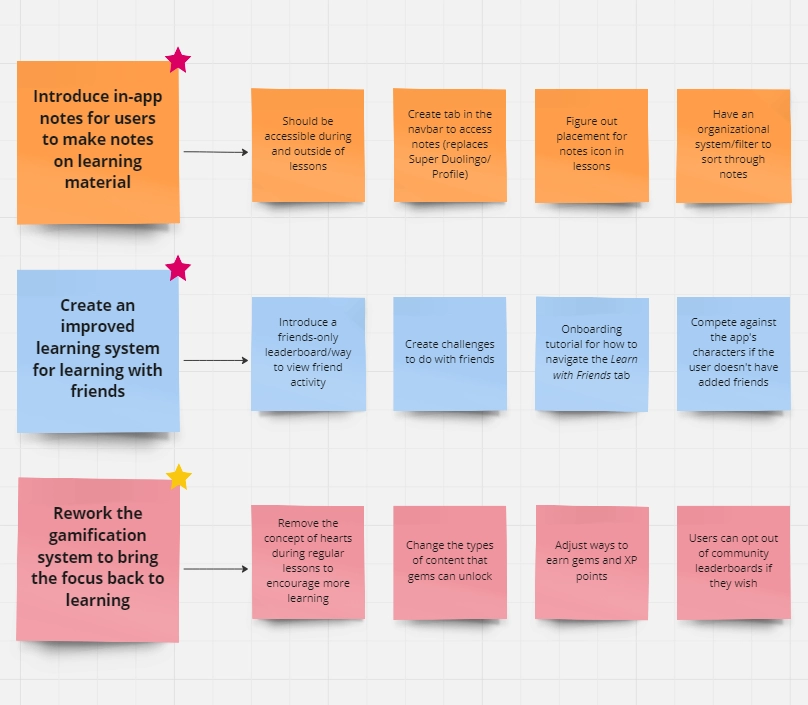 Introduce in-app
notes for users
to make notes
on learning
material
Should be
accessible during
and outside of
lessons
Create tab in the
navbar to access
notes (replaces
Super Duolingo/
Profile)
Figure out
placement for
notes icon in
lessons
Have an
organizational
system/filter to
sort through
notes
Create an
improved
learning system
for learning with
friends
Introduce a
friends-only
leaderboard/way
to view friend
activity
Create challenges
to do with friends
Onboarding
tutorial for how to
navigate the Learn
with Friends tab
Compete against
the app's
characters if the
user doesn't have
added friends
Rework the
gamification
system to bring
the focus back to
learning
Remove the
concept of hearts
during regular
lessons to
encourage more
learning
Change the types
of content that
gems can unlock
Adjust ways to
earn gems and XP
points
Users can opt out
of community
leaderboards if
they wish